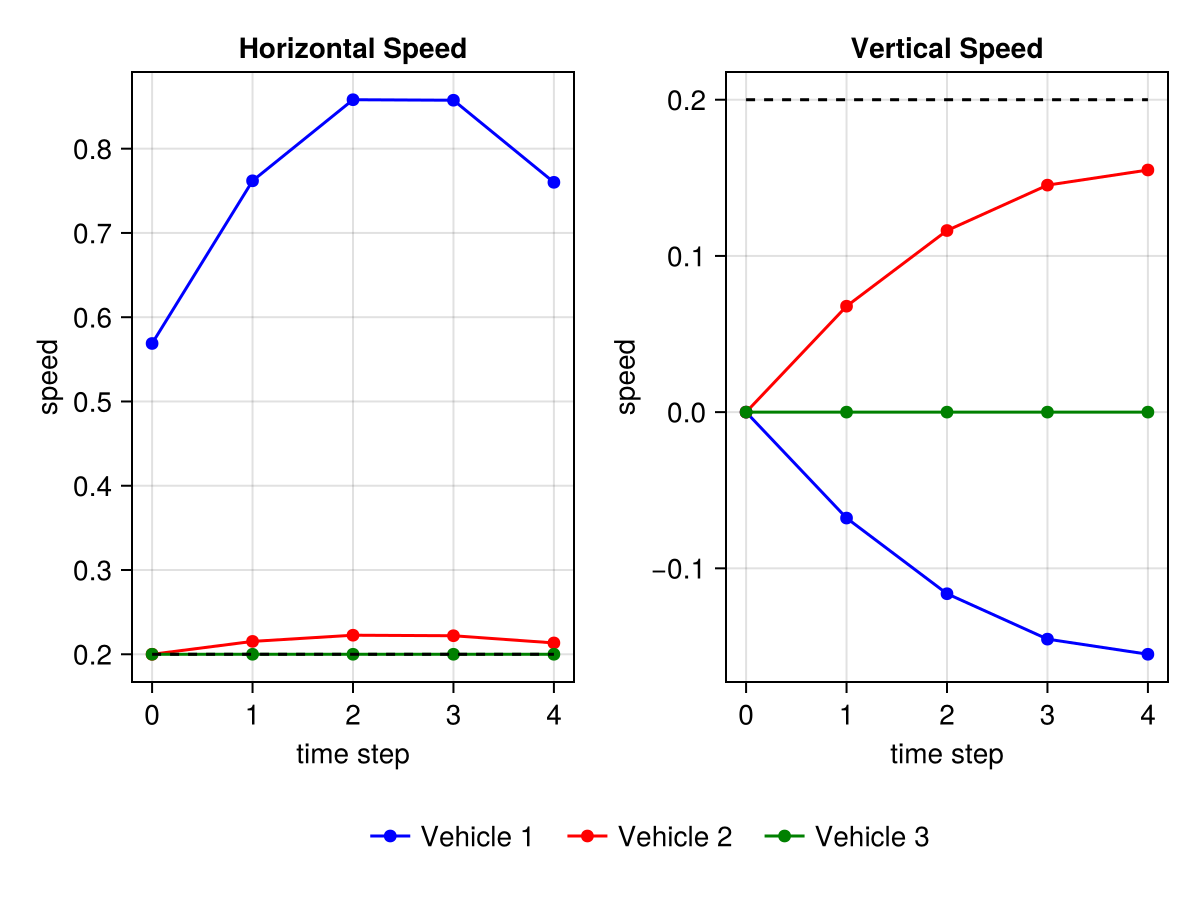 Horizontal Speed
0.8
0.7
0.6
0.5
0.4
0.3
0.2
speed
0 1 2 3 4
time step
Vertical Speed
0.2
0.1
0.0
−0.1
speed
0 1 2 3 4
time step
Vehicle 1 Vehicle 2 Vehicle 3